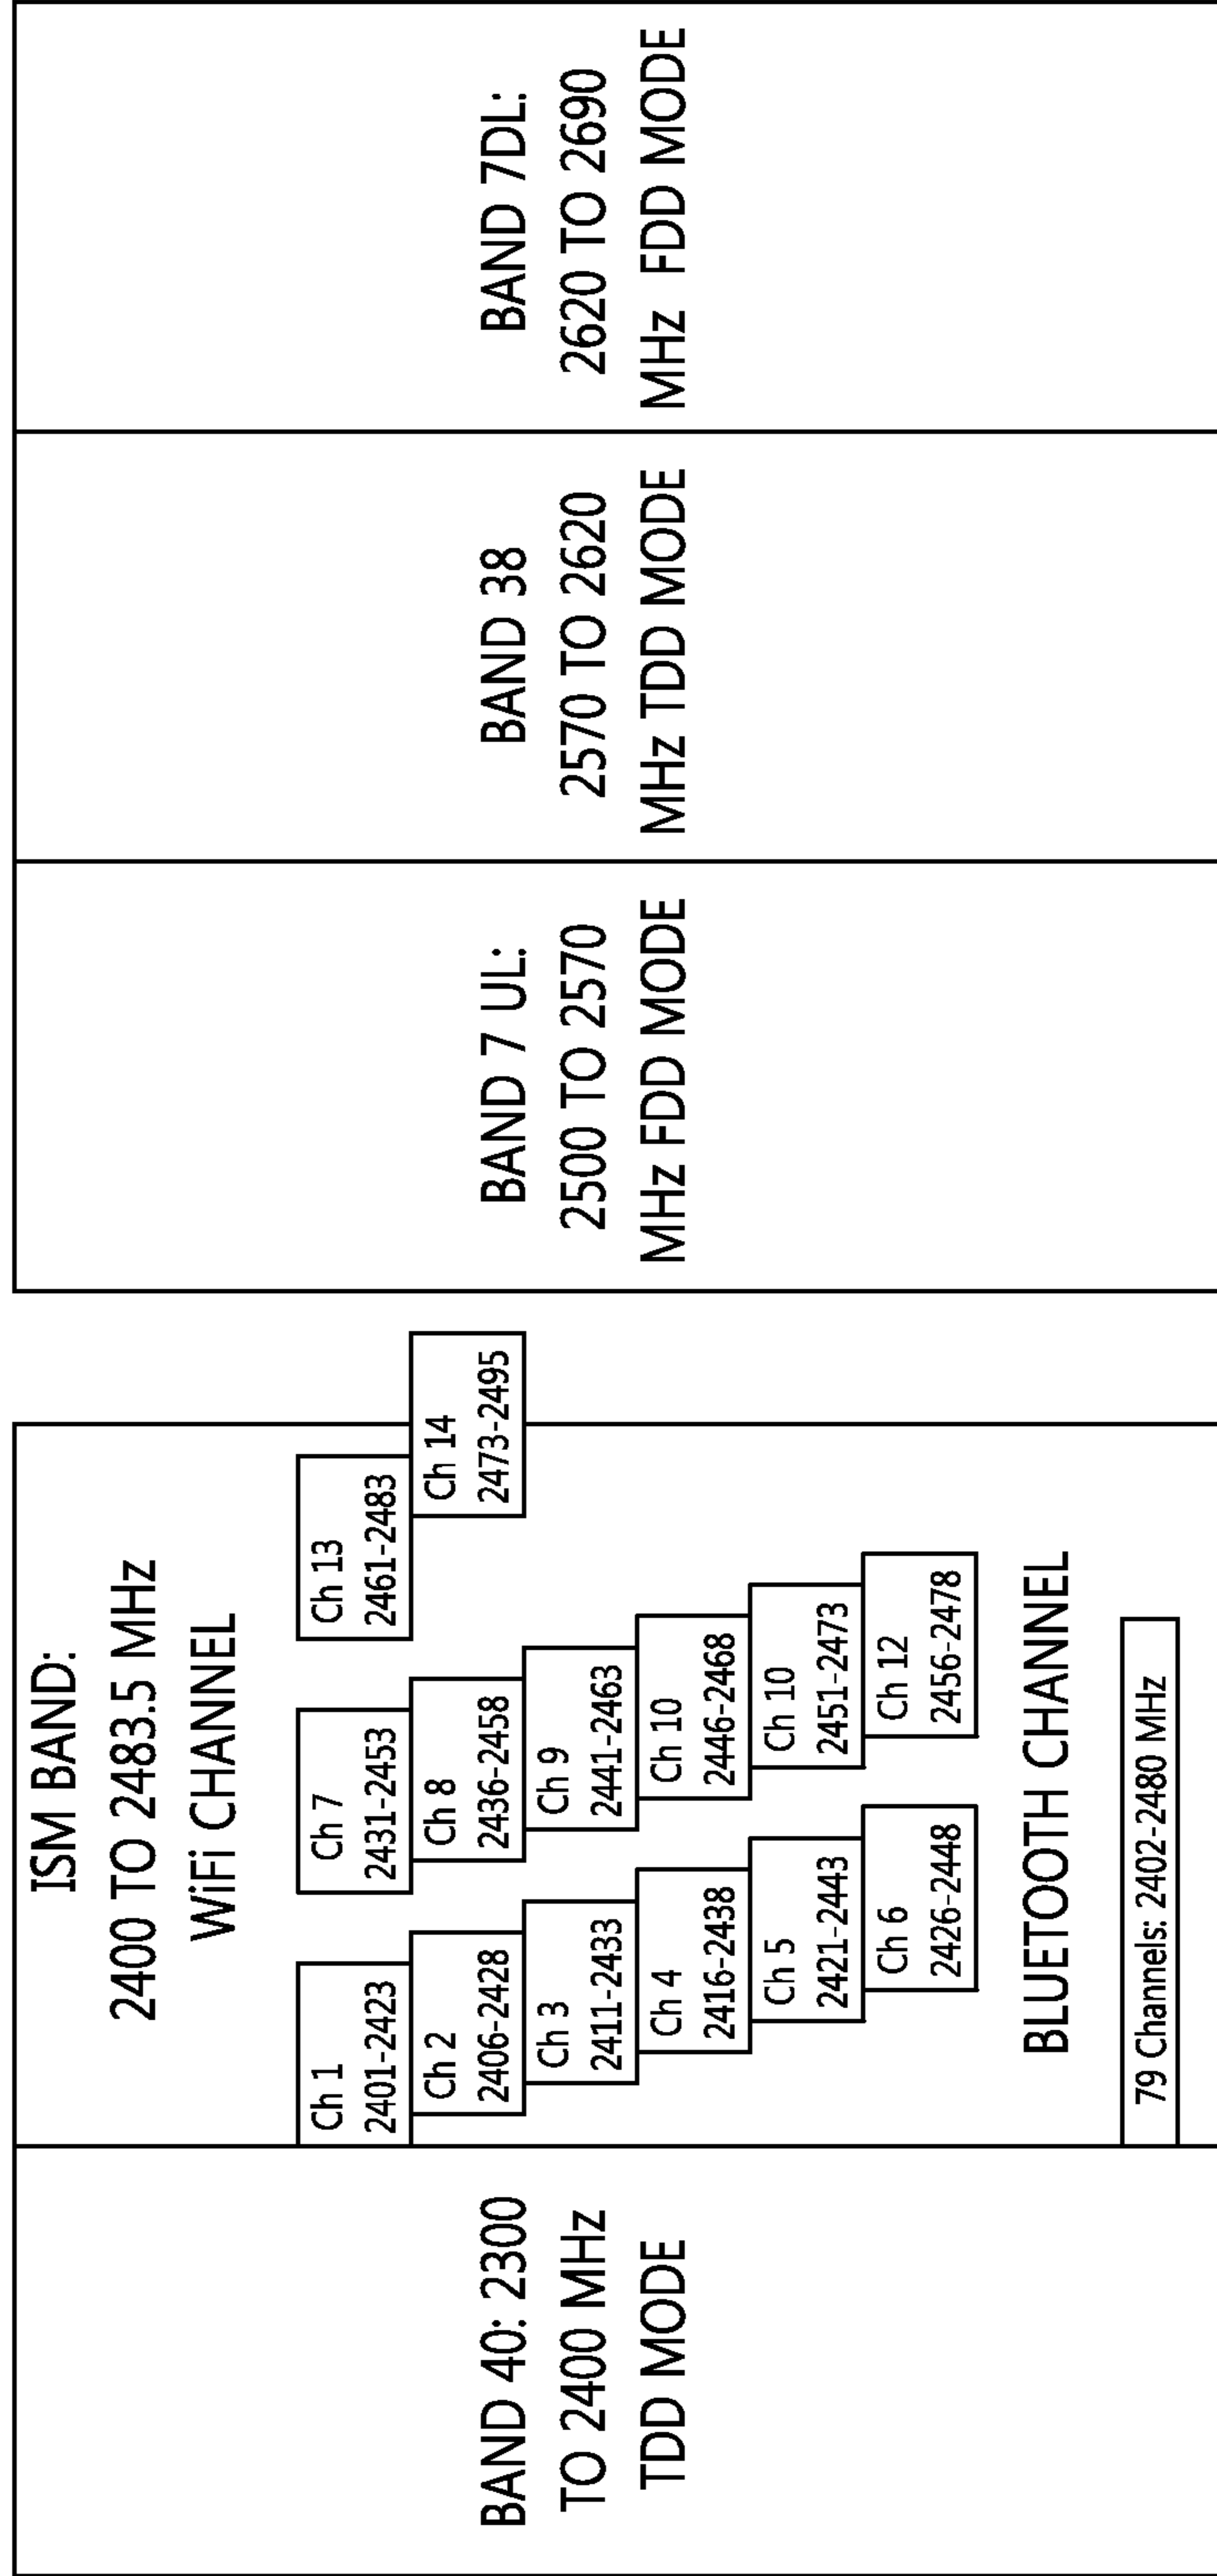 BAND 40: 2300
TO 2400 MHz
TDD MODE
ISM BAND:
2400 TO 2483.5 MHz
WiFi CHANNEL
Ch 1
2401-2423
Ch 2
2406-2428
Ch 3
2411-2433
Ch 4
2416-2438
Ch 5
2421-2443
Ch 6
2426-2448
Ch 7
2431-2453
Ch 8
2436-2458
Ch 9
2441-2463
Ch 10
2446-2468
Ch 10
2451-2473
Ch 12
2456-2478
Ch 13
2461-2483
Ch 14
2473-2495
BLUETOOTH CHANNEL
79 Channels: 2402-2480 MHz
BAND 7 UL:
2500 TO 2570
MHz FDD MODE
BAND 38
2570 TO 2620
MHz TDD MODE
BAND 7DL:
2620 TO 2690
MHz FDD MODE